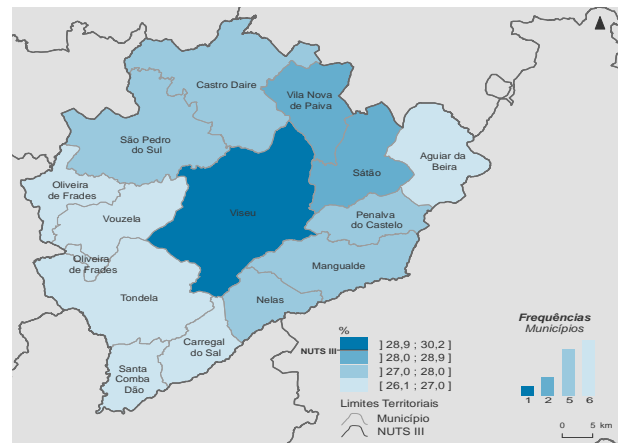 Castro Daire
Vila Nova
de Paiva
São Pedro
do Sul
Aguiar da
Beira
Sátão
Oliveira
de Frades
Vouzela
Viseu
Penalva
do Castelo
Oliveira
de Frades
Mangualde
Tondela
Nelas
Carregal
do Sal
Santa
Comba
Dão
%
NUTS III
] 28,9 ; 30,2 ]
] 28,0 ; 28,9 ]
] 27,0 ; 28,0 ]
[ 26,1 ; 27,0 ]
Limites Territoriais
Município
NUTS III
Frequências
Municípios
1 2 5 6
0 5 km